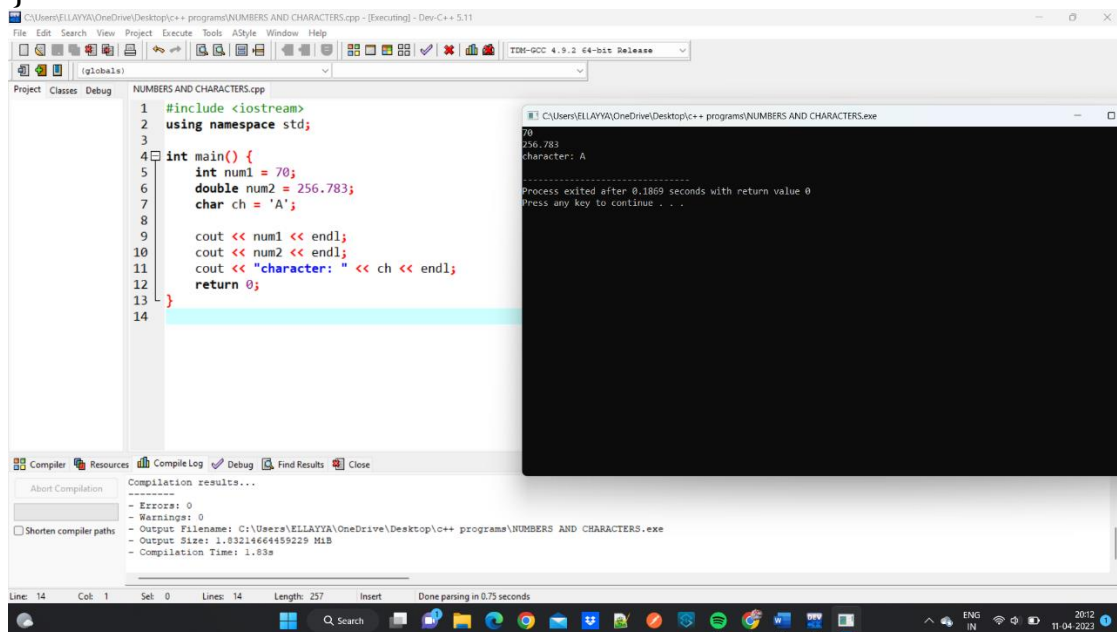 }
C:\Users\ELLAYYA\OneDrive\Desktop\c++ programs\NUMBERS AND CHARACTERS.cpp - [Executing] - Dev-C++ 5.11
File Edit Search View Project Execute Tools AStyle Window Help
TDM-GCC 4.9.2 64-bit Release
(globals)
Project Classes Debug
NUMBERS AND CHARACTERS.cpp
1 #include <iostream>
2 using namespace std;
3
4 int main() {
5 int num1 = 70;
6 double num2 = 256.783;
7 char ch = 'A';
8
9 cout << num1 << endl;
10 cout << num2 << endl;
11 cout << "character: " << ch << endl;
12 return 0;
13 }
14
C:\Users\ELLAYYA\OneDrive\Desktop\c++ programs\NUMBERS AND CHARACTERS.exe
70
256.783
character: A
--------------------------------
Process exited after 0.1869 seconds with return value 0
Press any key to continue . . .
Compiler Resources Compile Log Debug Find Results Close
Abort Compilation
Shorten compiler paths
Compilation results...
--------
- Errors: 0
- Warnings: 0
- Output Filename: C:\Users\ELLAYYA\OneDrive\Desktop\c++ programs\NUMBERS AND CHARACTERS.exe
- Output Size: 1.83214664459229 MiB
- Compilation Time: 1.83s
Line: 14 Col: 1 Sel: 0 Lines: 14 Length: 257 Insert Done parsing in 0.75 seconds
Search
W
DEV
ENG
IN
20:12
11-04-2023
1